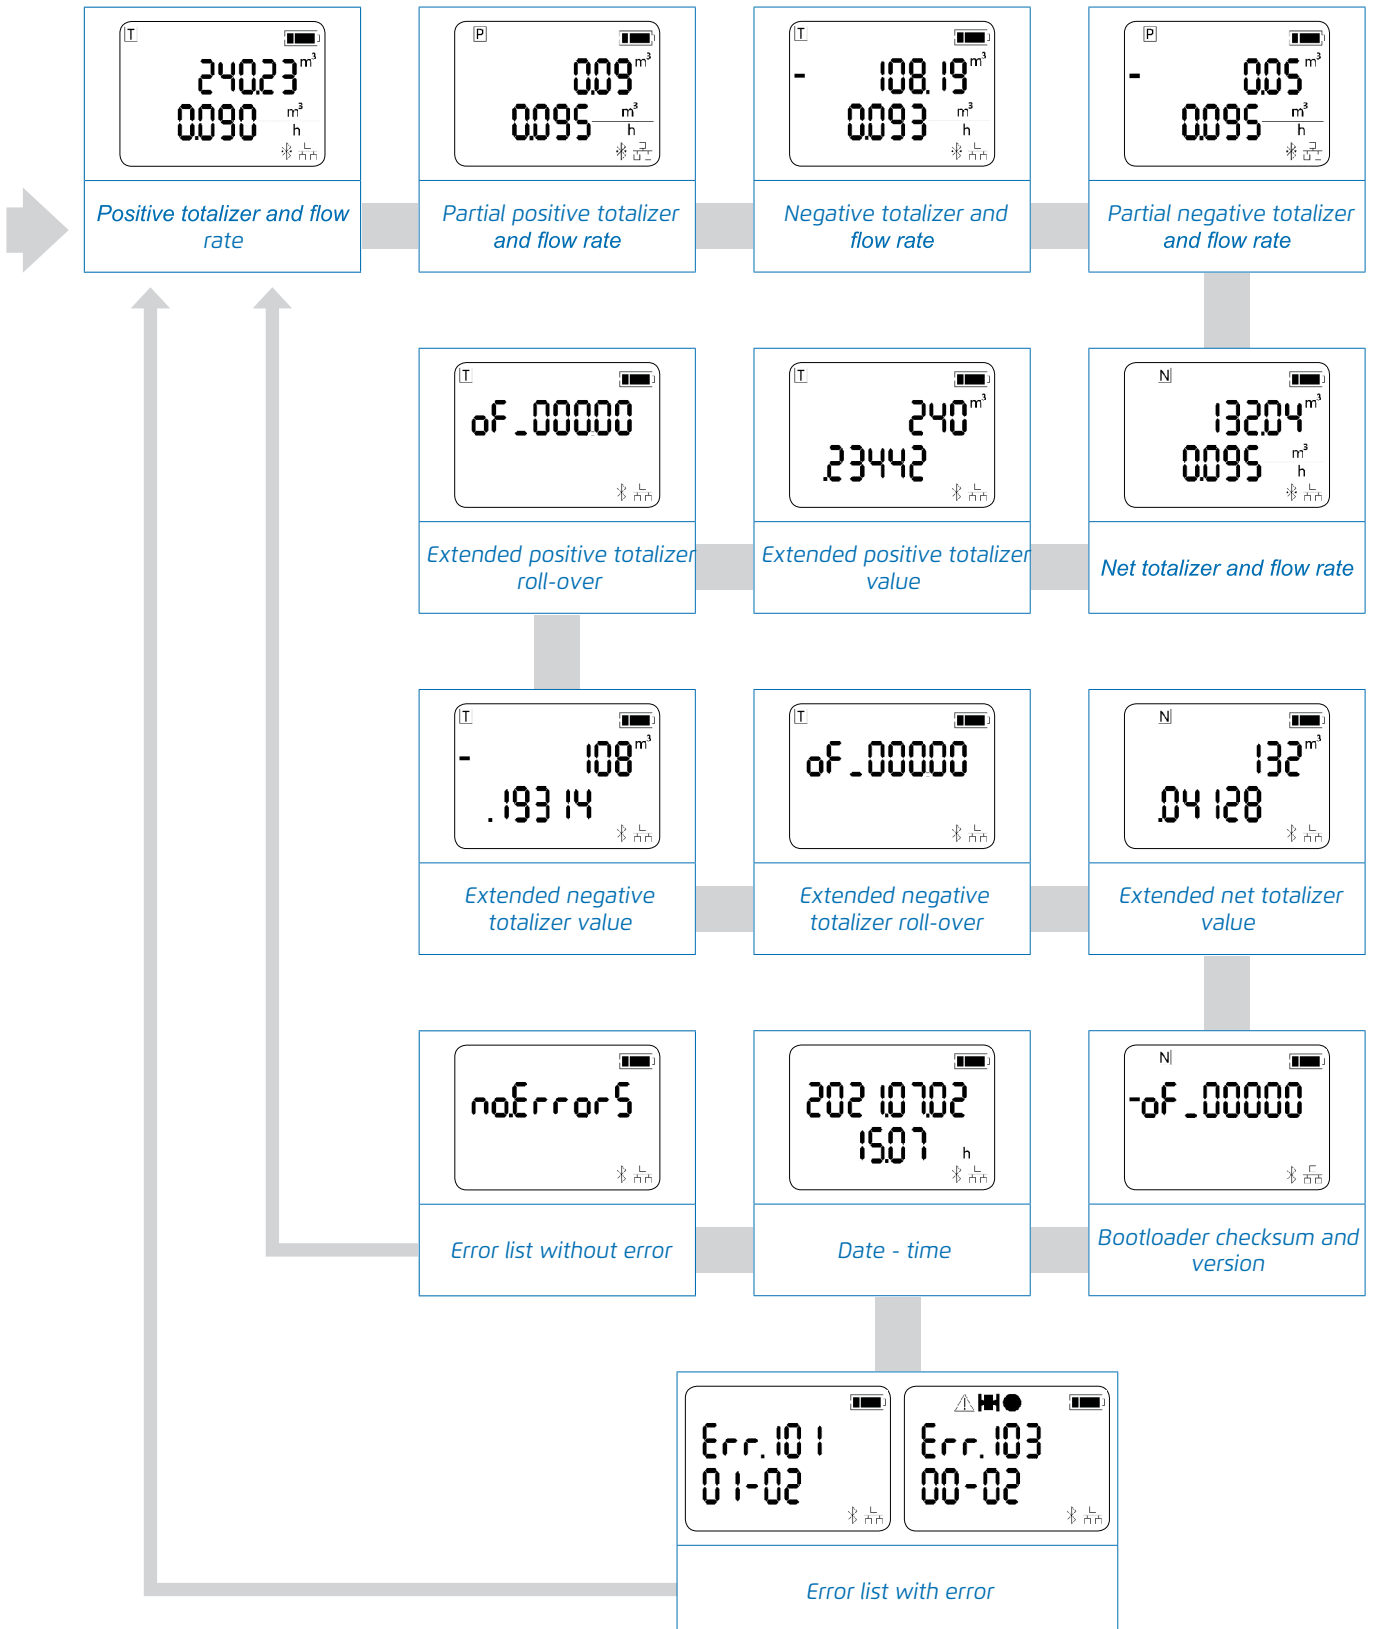 T
240.23 m³
0.090 m³/h
Positive totalizer and flow
rate
P
0.09 m³
0.095 m³/h
Partial positive totalizer
and flow rate
T
- 108.19 m³
0.093 m³/h
Negative totalizer and
flow rate
P
- 0.05 m³
0.095 m³/h
Partial negative totalizer
and flow rate
T
oF_000.00
Extended positive totalizer
roll-over
T
240 m³
.23442
Extended positive totalizer
value
N
132.04 m³
0.095 m³/h
Net totalizer and flow rate
T
- 108 m³
.19314
Extended negative
totalizer value
T
oF_000.00
Extended negative
totalizer roll-over
N
132 m³
.04128
Extended net totalizer
value
no.ErrorS
Error list without error
2021.07.02
15.07 h
Date - time
N
-oF_00000
Bootloader checksum and
version
Err.101
01-02
Err.103
00-02
Error list with error